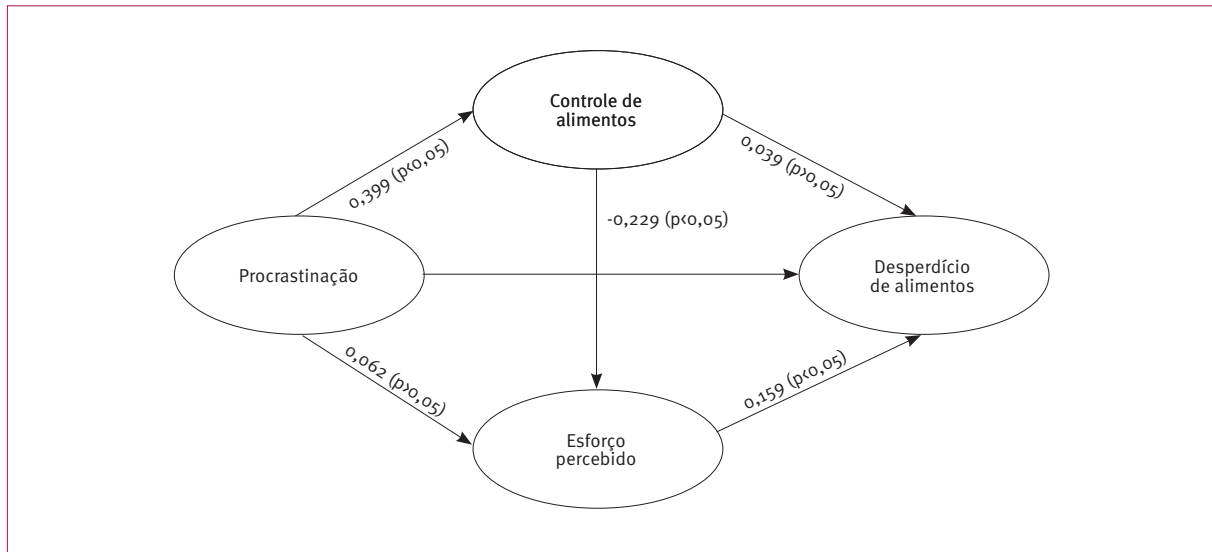 Controle de
alimentos
0,399 (p<0,05)
0,039 (p>0,05)
-0,229 (p<0,05)
Procrastinação
Desperdício
de alimentos
0,062 (p>0,05)
0,159 (p<0,05)
Esforço
percebido